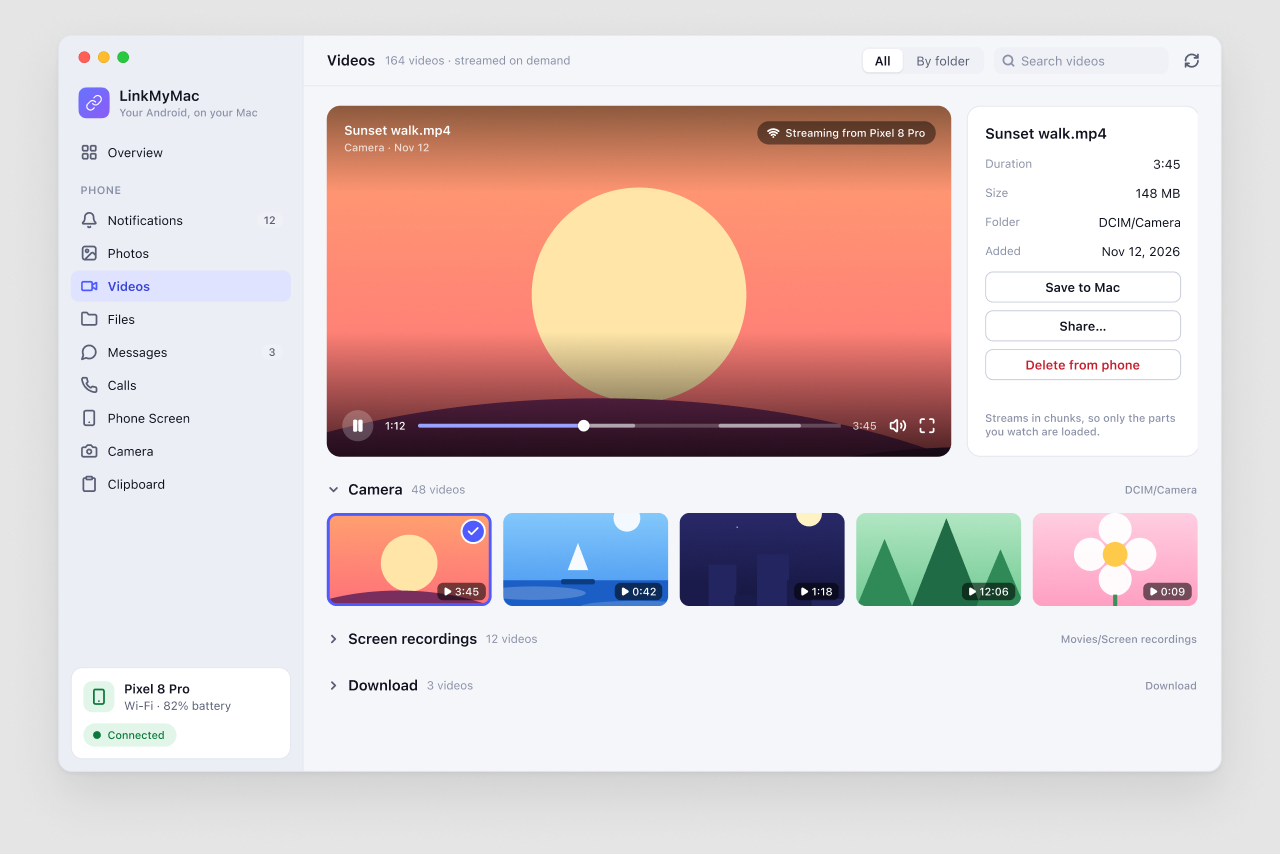 LinkMyMac
Your Android, on your Mac
Overview
PHONE
Notifications 12
Photos
Videos
Files
Messages 3
Calls
Phone Screen
Camera
Clipboard
Pixel 8 Pro
Wi-Fi · 82% battery
Connected
Videos 164 videos · streamed on demand
All By folder Search videos
Sunset walk.mp4
Camera · Nov 12
Streaming from Pixel 8 Pro
1:12 3:45
Sunset walk.mp4
Duration 3:45
Size 148 MB
Folder DCIM/Camera
Added Nov 12, 2026
Save to Mac
Share...
Delete from phone
Streams in chunks, so only the parts
you watch are loaded.
Camera 48 videos DCIM/Camera
3:45 0:42 1:18 12:06 0:09
Screen recordings 12 videos Movies/Screen recordings
Download 3 videos Download